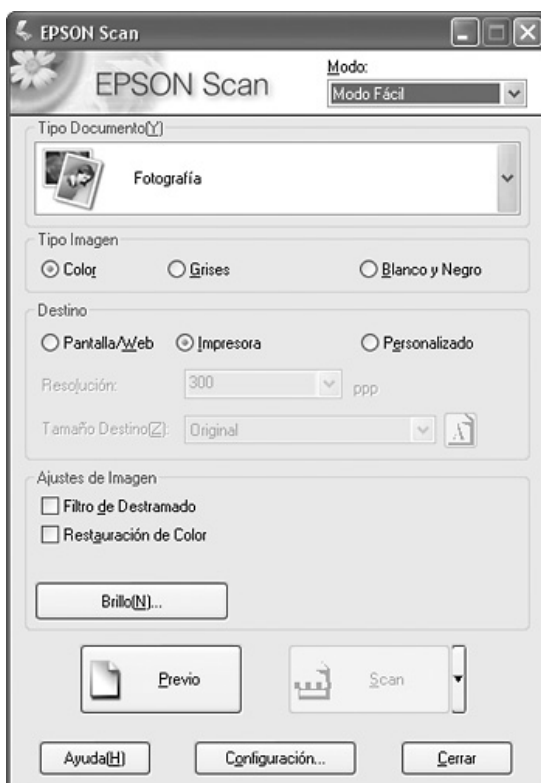 EPSON Scan
EPSON Scan
Modo:
Modo Fácil
Tipo Documento(Y)
Fotografía
Tipo Imagen
Color
Grises
Blanco y Negro
Destino
Pantalla/Web
Impresora
Personalizado
Resolución:
300
ppp
Tamaño Destino(Z):
Original
A
Ajustes de Imagen
Filtro de Destramado
Restauración de Color
Brillo(N)...
Previo
Scan
Ayuda(H)
Configuración...
Cerrar